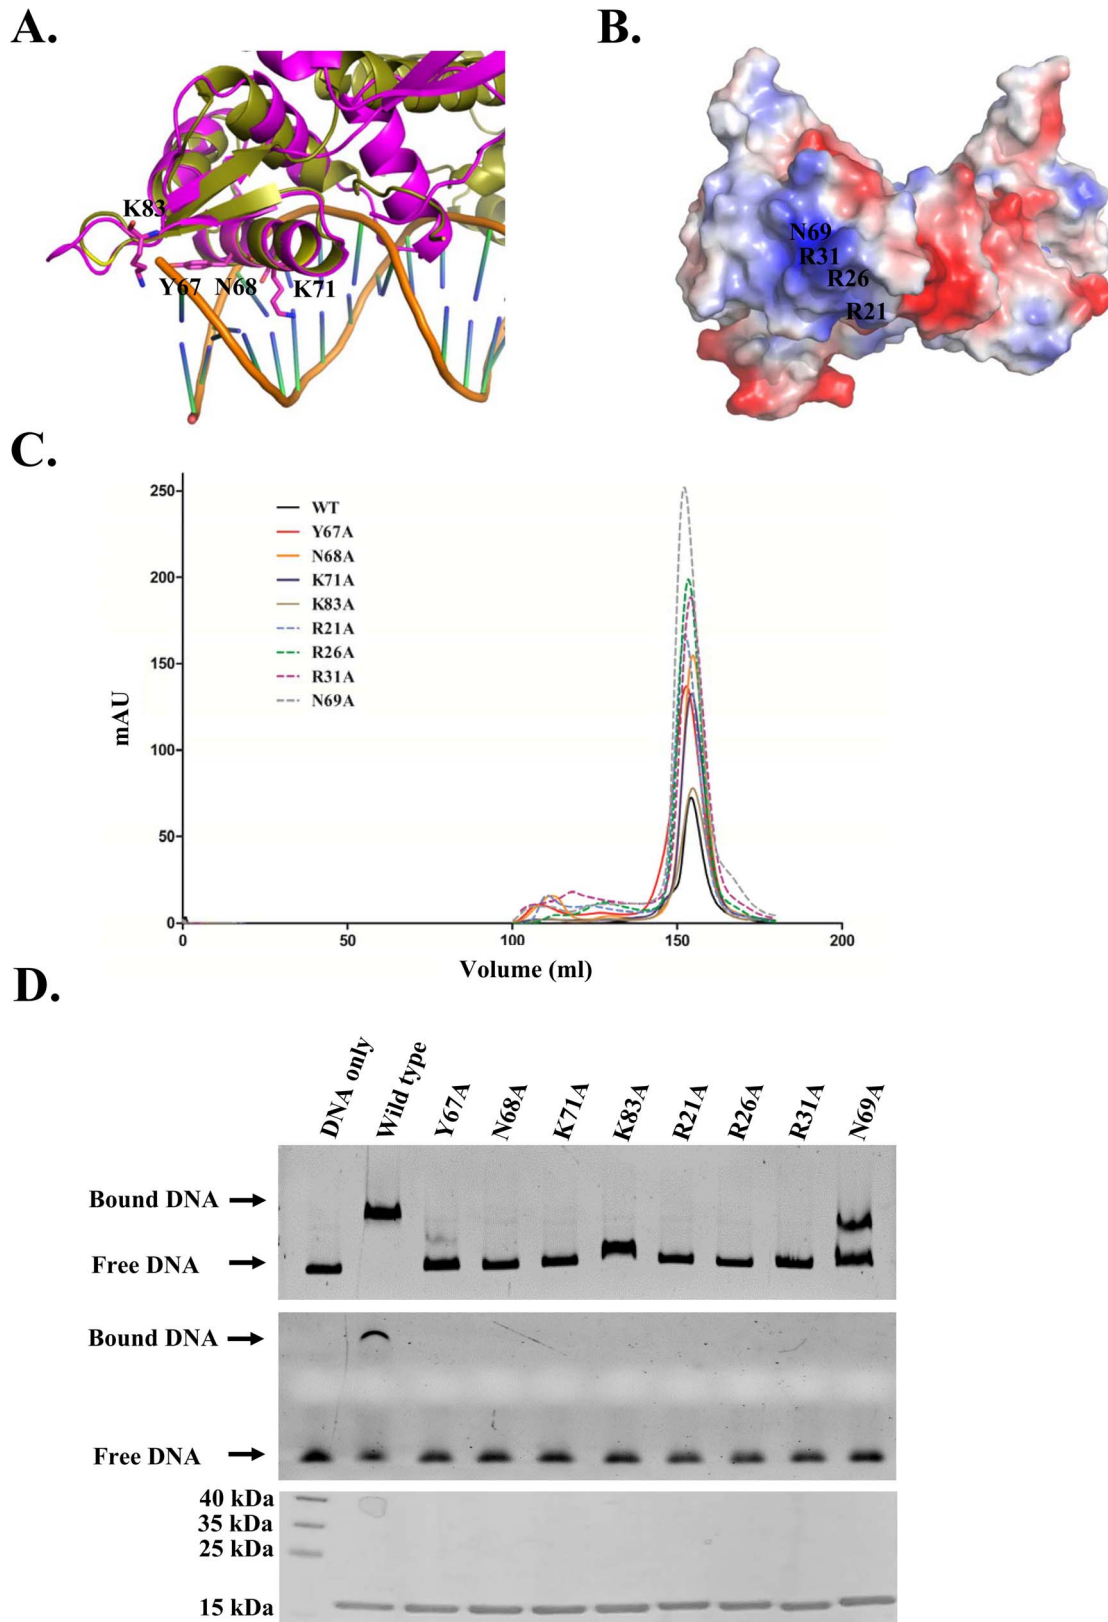 A.
B.
K83
Y67 N68 K71
N69
R31
R26
R21
C.
250
200
150
100
50
0
mAU
WT
Y67A
N68A
K71A
K83A
R21A
R26A
R31A
N69A
0 50 100 150 200
Volume (ml)
D.
DNA only
Wild type
Y67A
N68A
K71A
K83A
R21A
R26A
R31A
N69A
Bound DNA
Free DNA
Bound DNA
Free DNA
40 kDa
35 kDa
25 kDa
15 kDa